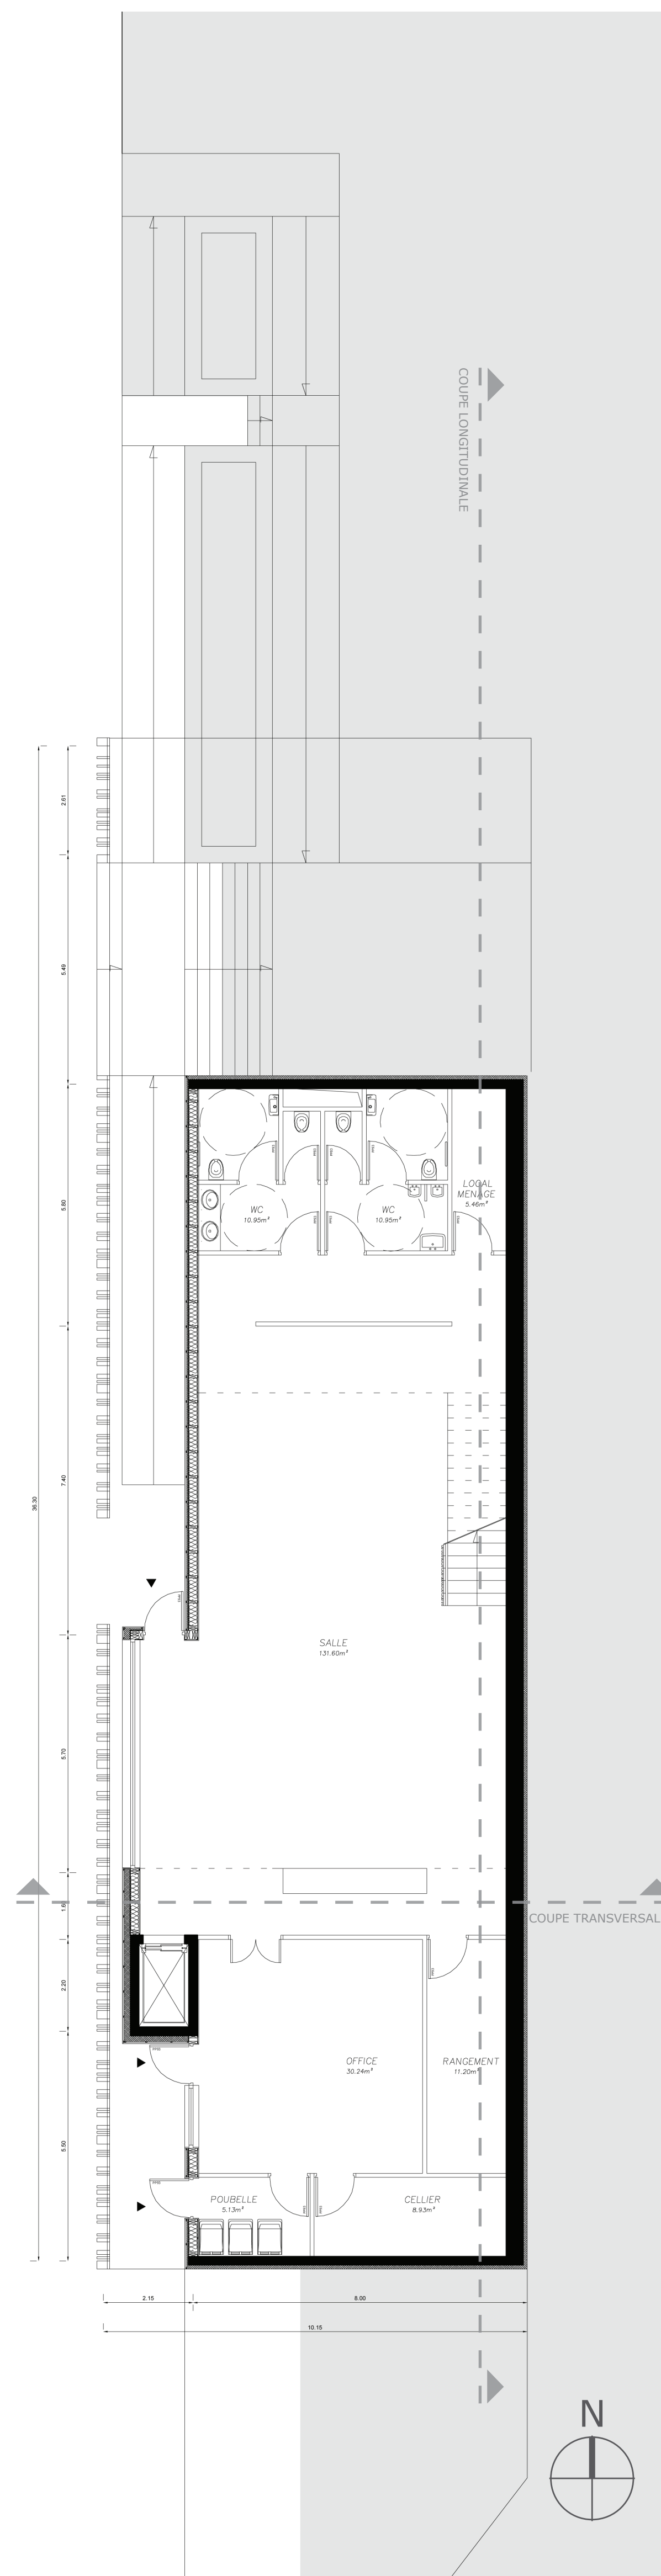 COUPE LONGITUDINALE
2.61
5.49
5.80
7.40
5.70
1.6
2.20
5.50
36.30
WC
10.95m²
WC
10.95m²
LOCAL
MENAGE
5.46m²
SALLE
131.60m²
COUPE TRANSVERSAL
OFFICE
30.24m²
RANGEMENT
11.20m²
POUBELLE
5.13m²
CELLIER
8.93m²
2.15
8.00
10.15
N